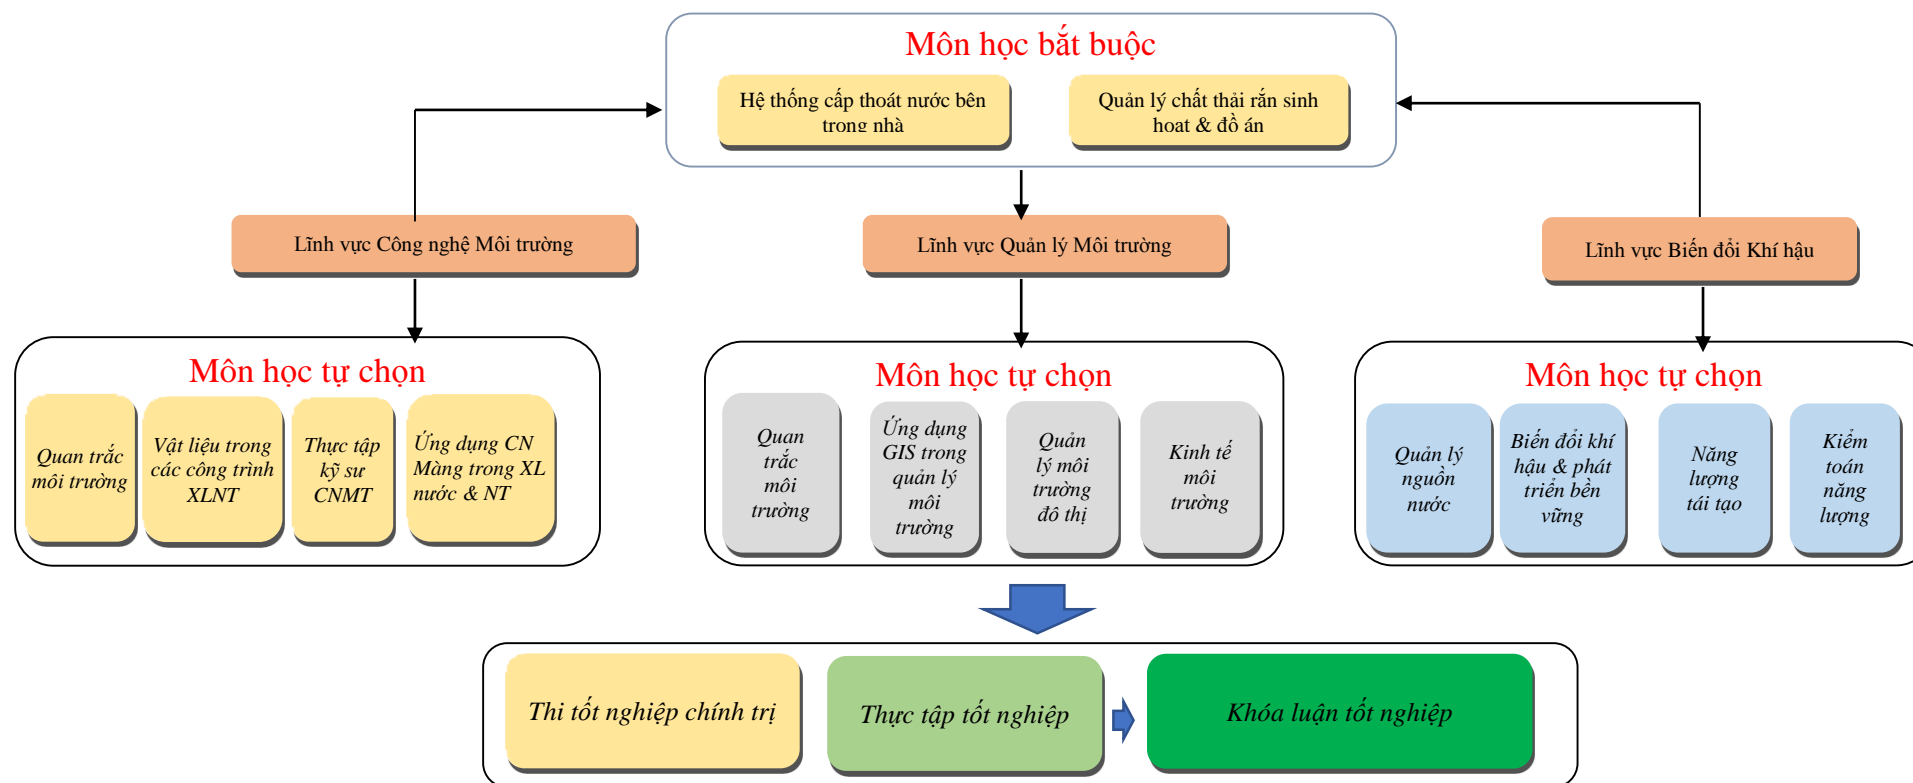 Môn học bắt buộc
Hệ thống cấp thoát nước bên
trong nhà
Quản lý chất thải rắn sinh
hoat & đồ án
Lĩnh vực Công nghệ Môi trường
Lĩnh vực Quản lý Môi trường
Lĩnh vực Biến đổi Khí hậu
Môn học tự chọn
Quan trắc
môi trường
Vật liệu trong
các công trình
XLNT
Thực tập
kỹ sư
CNMT
Ứng dụng CN
Màng trong XL
nước & NT
Môn học tự chọn
Quan
trắc
môi
trường
Ứng dụng
GIS trong
quản lý
môi
trường
Quản
lý môi
trường
đô thị
Kinh tế
môi
trường
Môn học tự chọn
Quản lý
nguồn
nước
Biến đổi khí
hậu & phát
triển bền
vững
Năng
lượng
tái tạo
Kiểm
toán
năng
lượng
Thi tốt nghiệp chính trị
Thực tập tốt nghiệp
Khóa luận tốt nghiệp